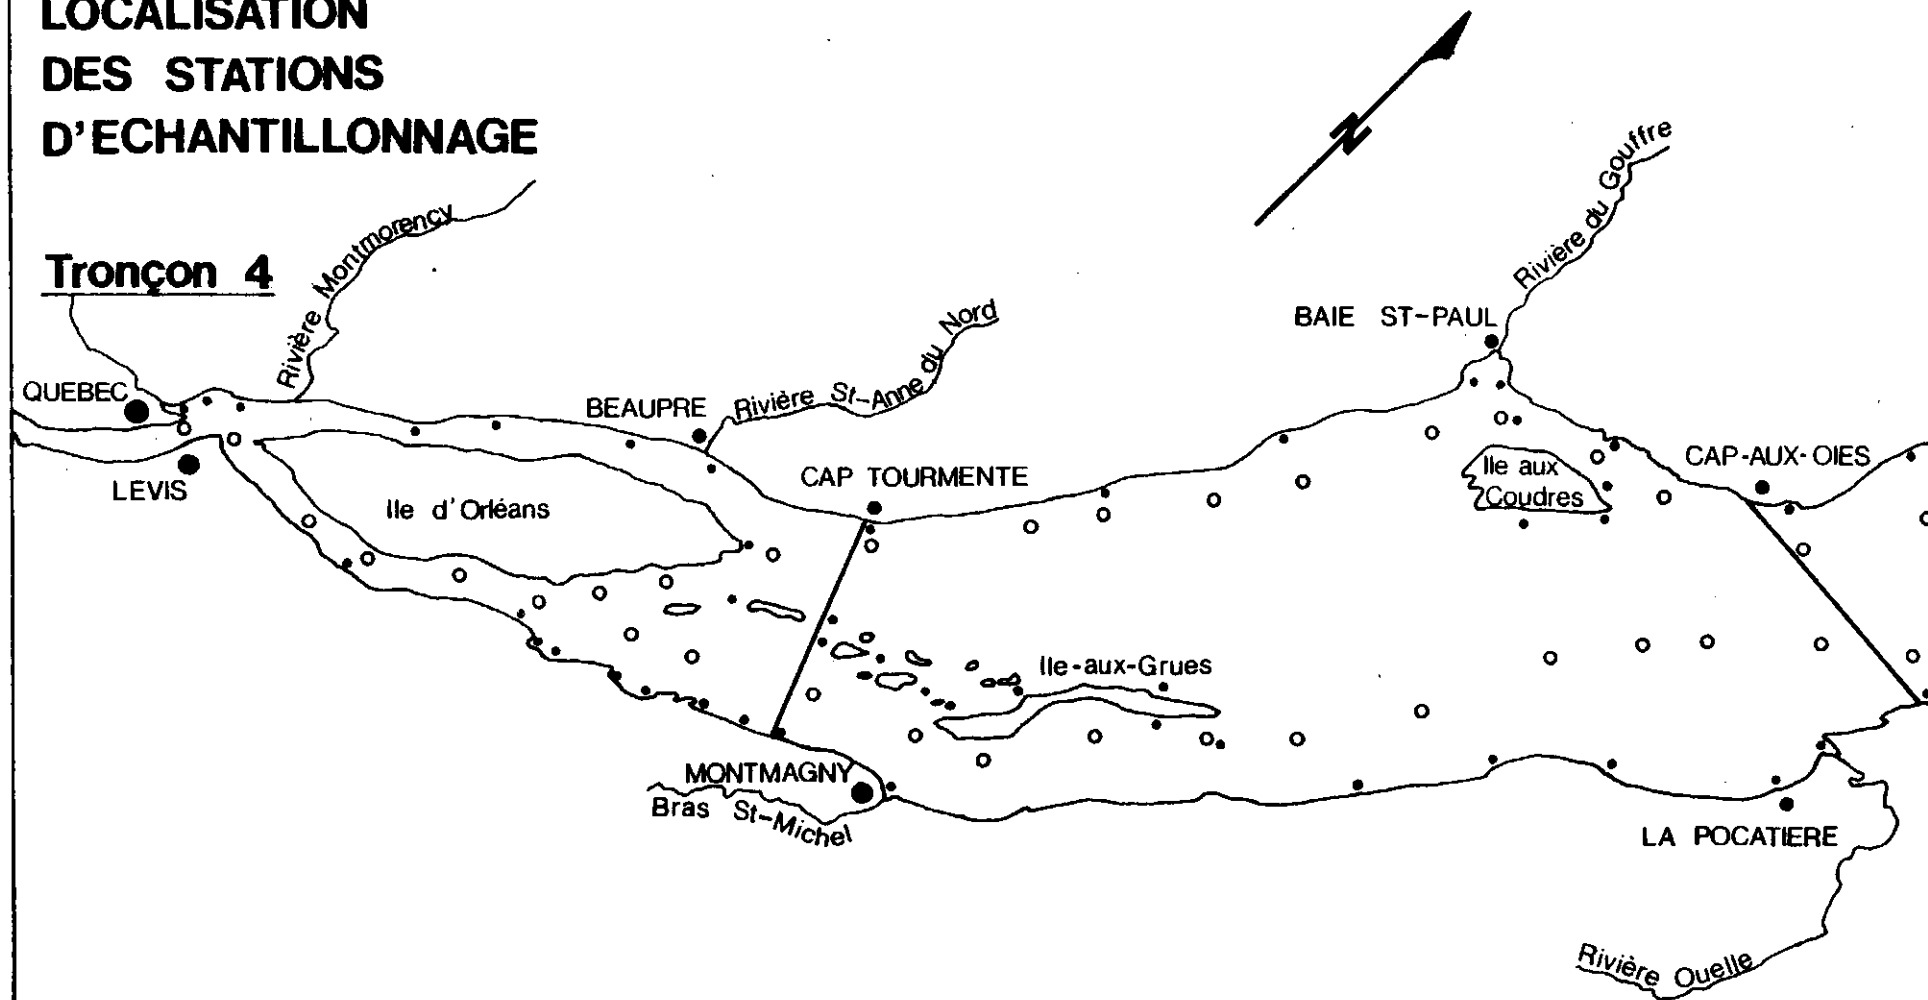 LOCALISATION
DES STATIONS
D'ECHANTILLONNAGE
Tronçon 4
Rivière Montmorency
Rivière du Gouffre
N
BAIE ST-PAUL
Rivière St-Anne du Nord
QUEBEC
BEAUPRE
LEVIS
Ile d'Orléans
CAP TOURMENTE
Ile aux
Coudres
CAP-AUX-OIES
Ile-aux-Grues
MONTMAGNY
Bras St-Michel
LA POCATIERE
Rivière Ouelle